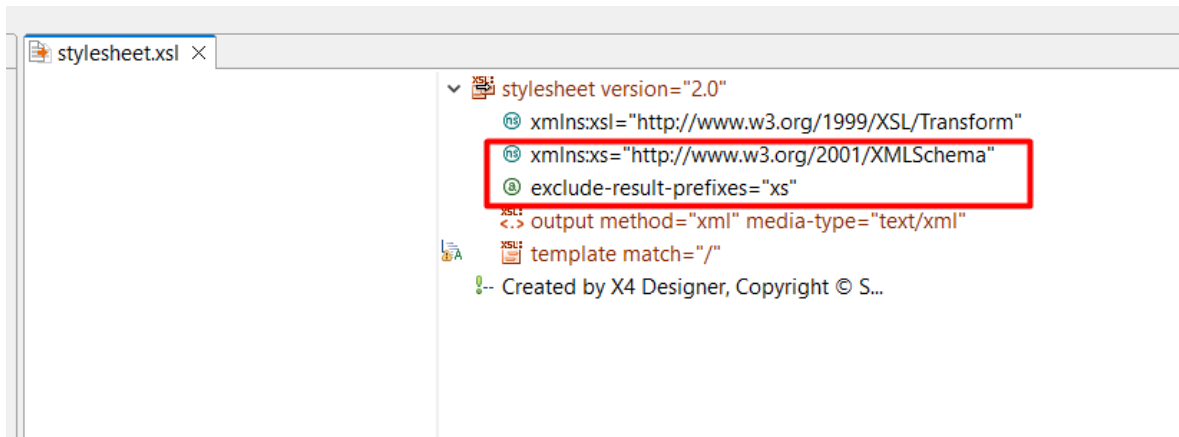 stylesheet.xsl
stylesheet version="2.0"
xmlns:xsl="http://www.w3.org/1999/XSL/Transform"
xmlns:xs="http://www.w3.org/2001/XMLSchema"
exclude-result-prefixes="xs"
output method="xml" media-type="text/xml"
template match="/"
Created by X4 Designer, Copyright © S...